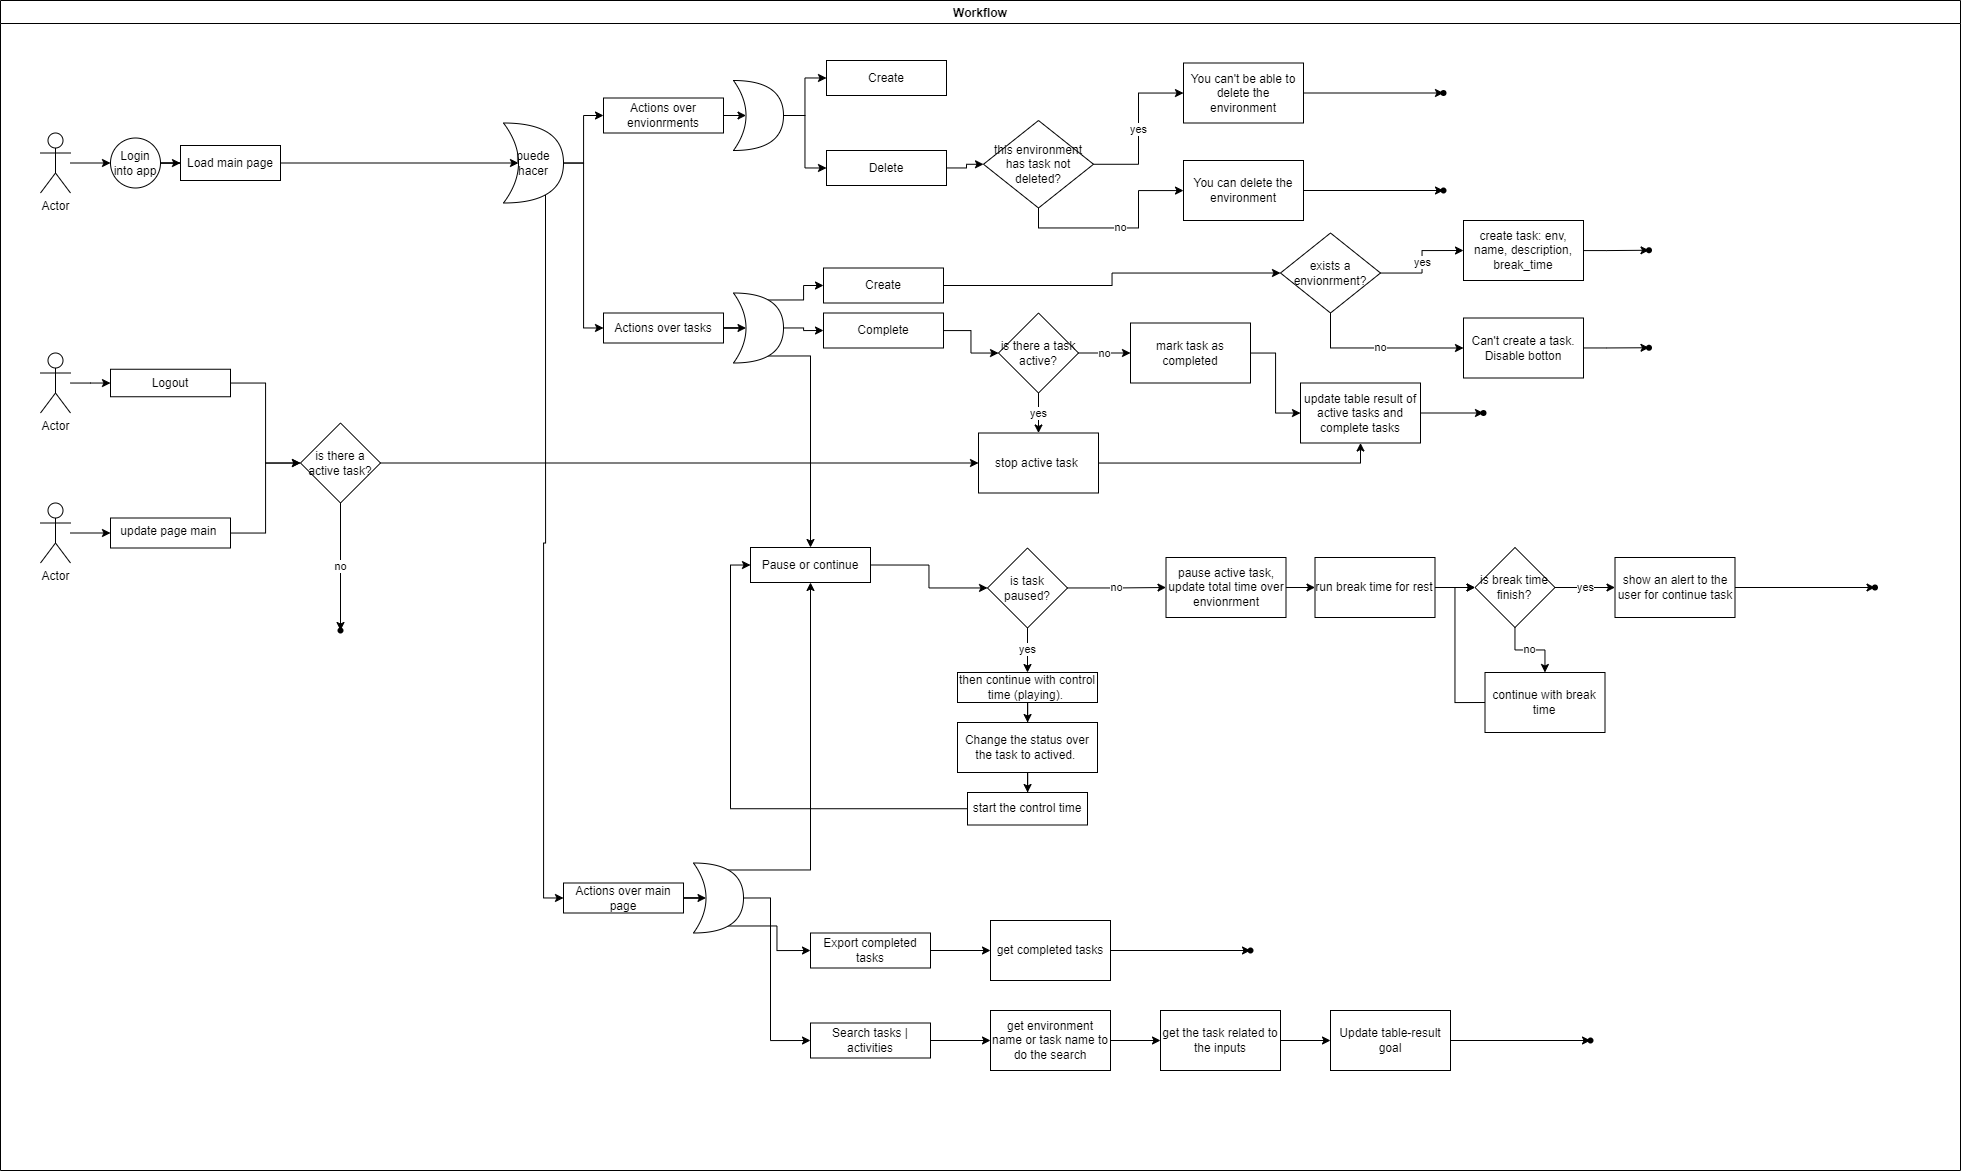 Workflow
Actor
Login
into app
Load main page
puede
hacer
Actions over
envionrments
Create
Delete
this environment
has task not
deleted?
yes
You can't be able to
delete the
environment
no
You can delete the
environment
Actions over tasks
Create
exists a
envionrment?
yes
create task: env,
name, description,
break_time
no
Can't create a task.
Disable botton
Complete
is there a task
active?
no
mark task as
completed
yes
update table result of
active tasks and
complete tasks
stop active task
Actor
Logout
is there a
active task?
no
Actor
update page main
Pause or continue
is task
paused?
no
pause active task,
update total time over
envionrment
run break time for rest
is break time
finish?
yes
show an alert to the
user for continue task
no
continue with break
time
yes
then continue with control
time (playing).
Change the status over
the task to actived.
start the control time
Actions over main
page
Export completed
tasks
get completed tasks
Search tasks |
activities
get environment
name or task name to
do the search
get the task related to
the inputs
Update table-result
goal